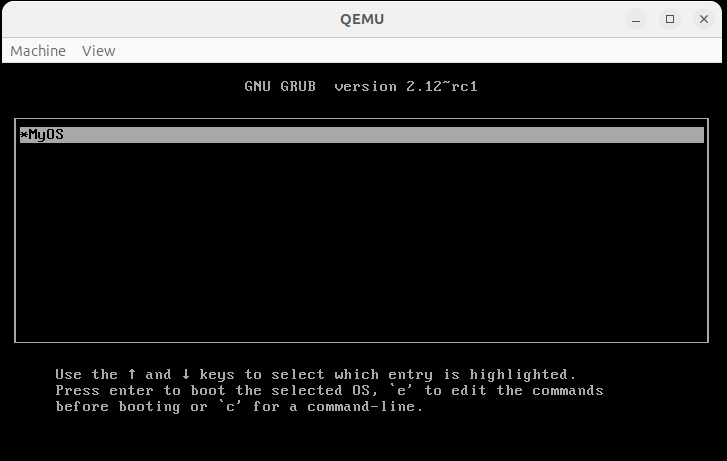 QEMU
Machine View
GNU GRUB version 2.12~rc1
*MyOS
Use the ↑ and ↓ keys to select which entry is highlighted.
Press enter to boot the selected OS, `e' to edit the commands
before booting or `c' for a command-line.